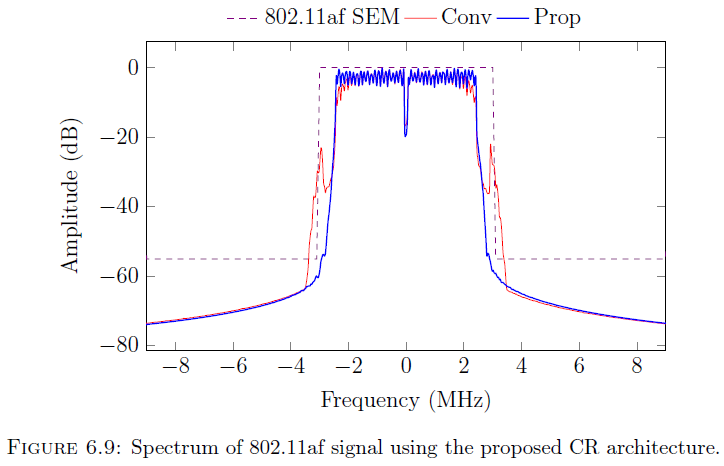 802.11af SEM Conv Prop
0
−20
−40
−60
−80
Amplitude (dB)
−8 −6 −4 −2 0 2 4 6 8
Frequency (MHz)
FIGURE 6.9: Spectrum of 802.11af signal using the proposed CR architecture.